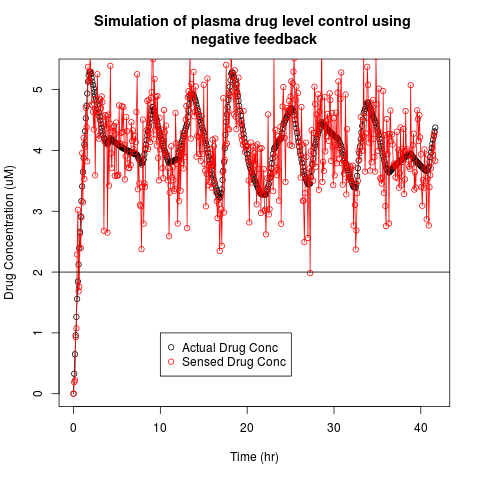 Simulation of plasma drug level control using
negative feedback
Drug Concentration (uM)
5
4
3
2
1
0
Actual Drug Conc
Sensed Drug Conc
0 10 20 30 40
Time (hr)